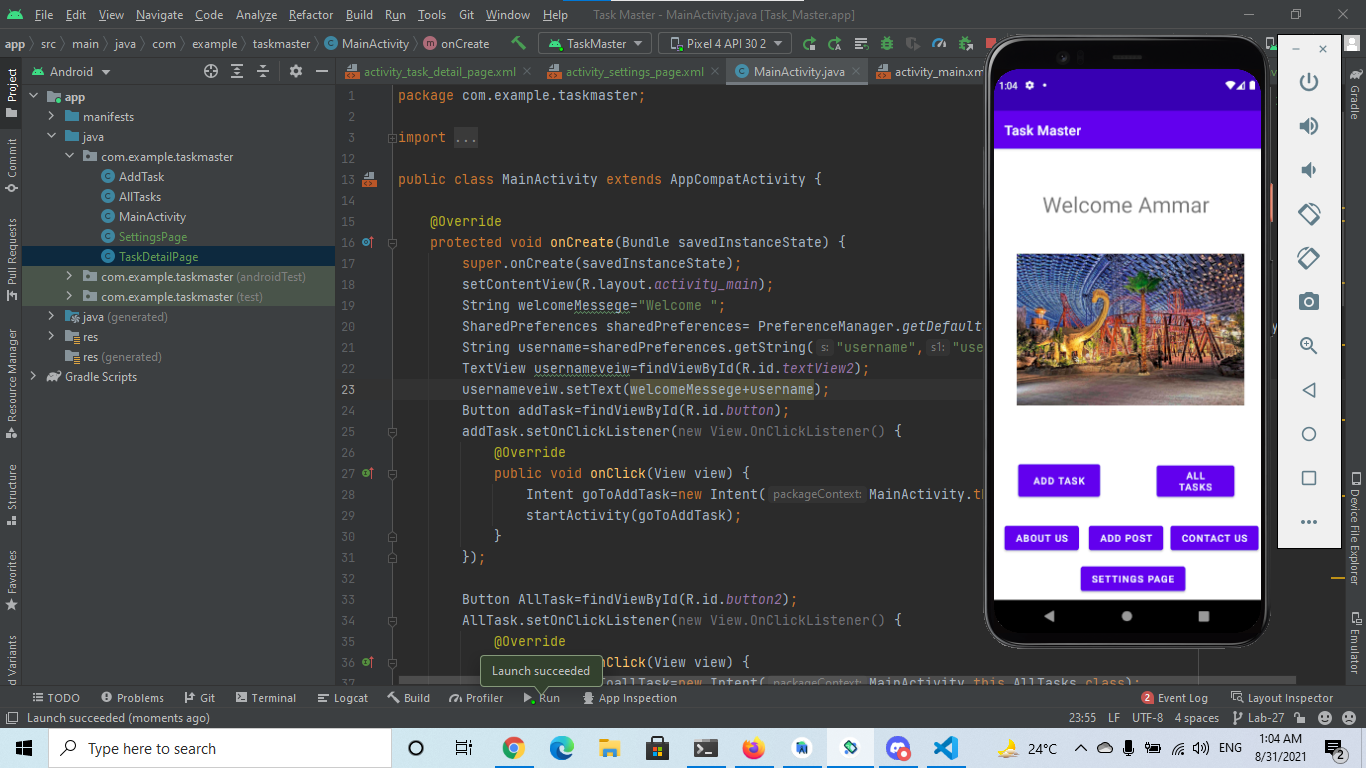 File Edit View Navigate Code Analyze Refactor Build Run Tools Git Window Help Task Master - MainActivity.java [Task_Master.app]
app src main java com example taskmaster MainActivity onCreate TaskMaster Pixel 4 API 30 2
Android
activity_task_detail_page.xml activity_settings_page.xml MainActivity.java activity_main.xm
Project
Commit
Pull Requests
Resource Manager
Structure
Favorites
d Variants
app
manifests
java
com.example.taskmaster
AddTask
AllTasks
MainActivity
SettingsPage
TaskDetailPage
com.example.taskmaster (androidTest)
com.example.taskmaster (test)
java (generated)
res
res (generated)
Gradle Scripts
1 package com.example.taskmaster;
2
3 import ...
12
13 public class MainActivity extends AppCompatActivity {
14
15 @Override
16 protected void onCreate(Bundle savedInstanceState) {
17 super.onCreate(savedInstanceState);
18 setContentView(R.layout.activity_main);
19 String welcomeMessege="Welcome ";
20 SharedPreferences sharedPreferences= PreferenceManager.getDefault
21 String username=sharedPreferences.getString( s: "username", s1: "use
22 TextView usernameveiw=findViewById(R.id.textView2);
23 usernameveiw.setText(welcomeMessege+username);
24 Button addTask=findViewById(R.id.button);
25 addTask.setOnClickListener(new View.OnClickListener() {
26 @Override
27 public void onClick(View view) {
28 Intent goToAddTask=new Intent( packageContext: MainActivity.th
29 startActivity(goToAddTask);
30 }
31 });
32
33 Button AllTask=findViewById(R.id.button2);
34 AllTask.setOnClickListener(new View.OnClickListener() {
35 @Override
36 nClick(View view) {
37 allTask=new Intent( packageContext: MainActivity.this,AllTasks.class);
Launch succeeded
1:04
Task Master
Welcome Ammar
ADD TASK
ALL
TASKS
ABOUT US ADD POST CONTACT US
SETTINGS PAGE
Gradle
Device File Explorer
Emulator
TODO Problems Git Terminal Logcat Build Profiler Run App Inspection 2 Event Log Layout Inspector
Launch succeeded (moments ago) 23:55 LF UTF-8 4 spaces Lab-27
Type here to search
24°C ENG
1:04 AM
8/31/2021
2